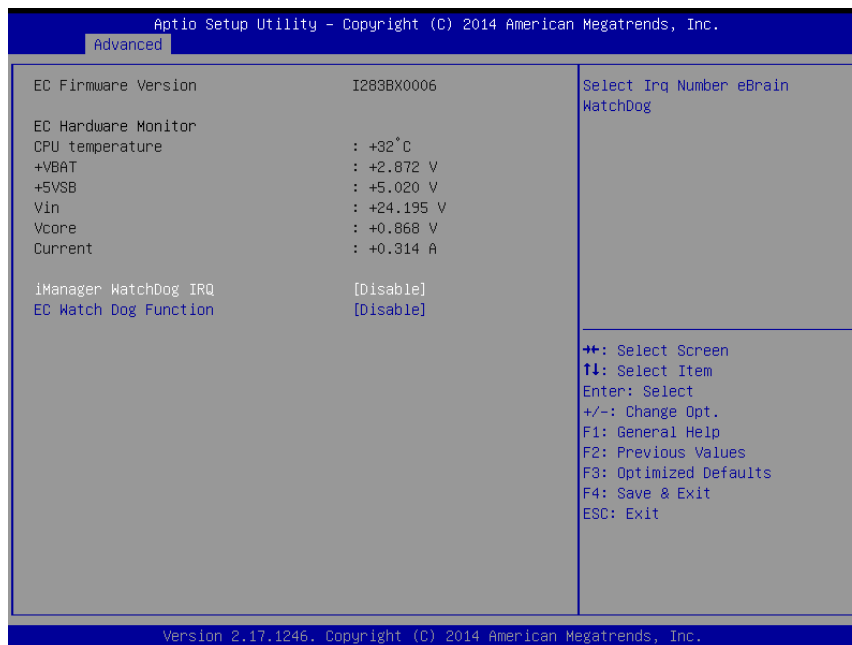 Aptio Setup Utility – Copyright (C) 2014 American Megatrends, Inc.
Advanced
EC Firmware Version I283BX0006
EC Hardware Monitor
CPU temperature : +32°C
+VBAT : +2.872 V
+5VSB : +5.020 V
Vin : +24.195 V
Vcore : +0.868 V
Current : +0.314 A
iManager WatchDog IRQ [Disable]
EC Watch Dog Function [Disable]
Select Irq Number eBrain
WatchDog
→←: Select Screen
↑↓: Select Item
Enter: Select
+/-: Change Opt.
F1: General Help
F2: Previous Values
F3: Optimized Defaults
F4: Save & Exit
ESC: Exit
Version 2.17.1246. Copyright (C) 2014 American Megatrends, Inc.